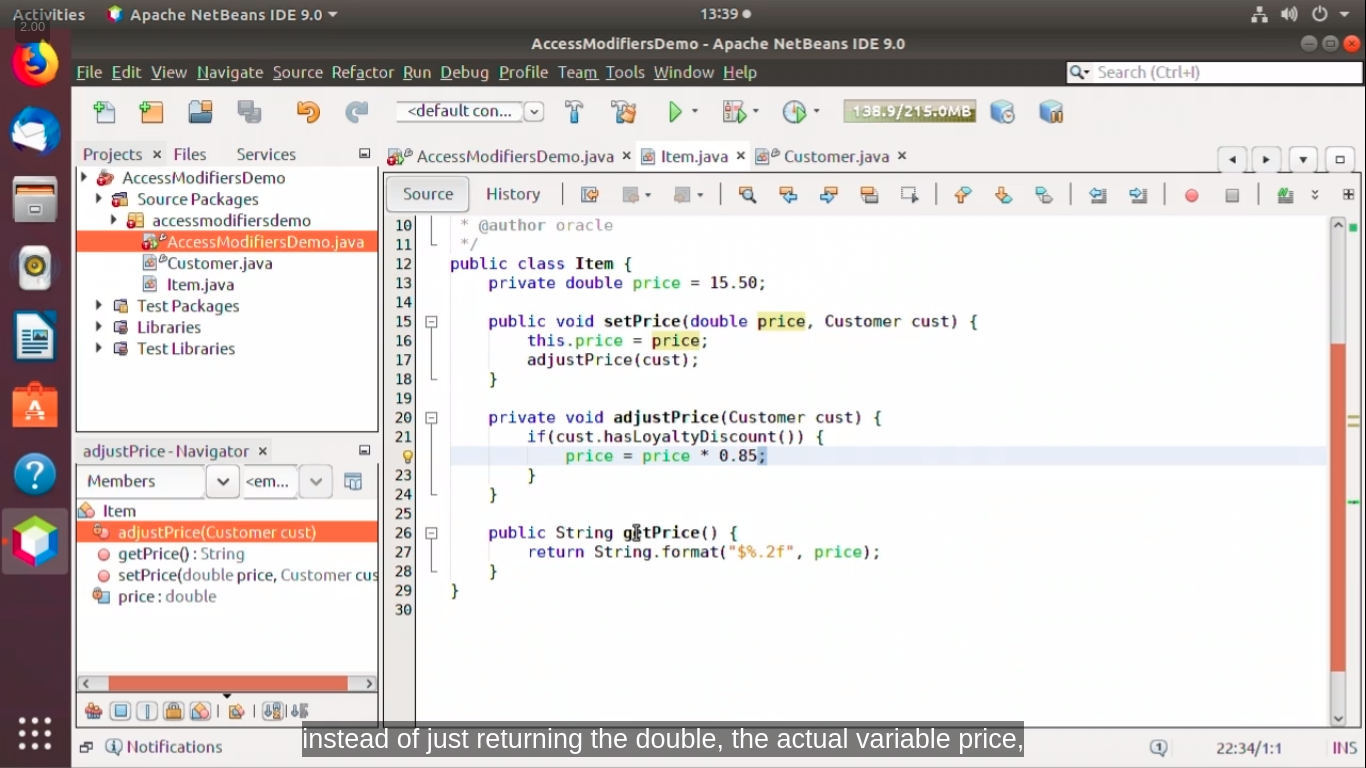 Activities
Apache NetBeans IDE 9.0
13:39
2.00
AccessModifiersDemo - Apache NetBeans IDE 9.0
File Edit View Navigate Source Refactor Run Debug Profile Team Tools Window Help
Search (Ctrl+I)
<default con...
138.9/215.0MB
Projects Files Services
AccessModifiersDemo
Source Packages
accessmodifiersdemo
AccessModifiersDemo.java
Customer.java
Item.java
Test Packages
Libraries
Test Libraries
adjustPrice - Navigator
Members
<em...
Item
adjustPrice(Customer cust)
getPrice() : String
setPrice(double price, Customer cus
price : double
AccessModifiersDemo.java Item.java Customer.java
Source History
10 * @author oracle
11 */
12 public class Item {
13 private double price = 15.50;
14
15 public void setPrice(double price, Customer cust) {
16 this.price = price;
17 adjustPrice(cust);
18 }
19
20 private void adjustPrice(Customer cust) {
21 if(cust.hasLoyaltyDiscount()) {
price = price * 0.85;
23 }
24 }
25
26 public String getPrice() {
27 return String.format("$%.2f", price);
28 }
29 }
30
instead of just returning the double, the actual variable price,
Notifications
1
22:34/1:1
INS